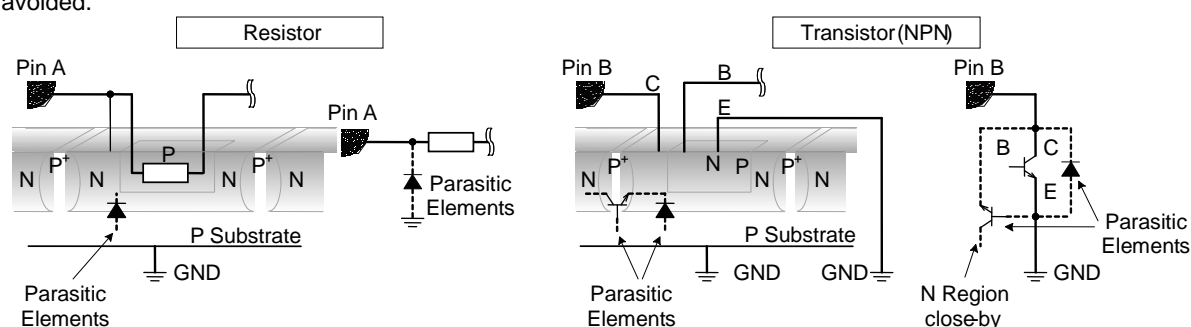 avoided.
Resistor
Pin A
Pin A
N P+ N P N P+ N
Parasitic
Elements
P Substrate
GND
Parasitic
Elements
Transistor (NPN)
Pin B
C
B
E
N P+ N P N P+ N
P Substrate
GND
GND
Parasitic
Elements
Pin B
B C
E
Parasitic
Elements
GND
N Region
close-by